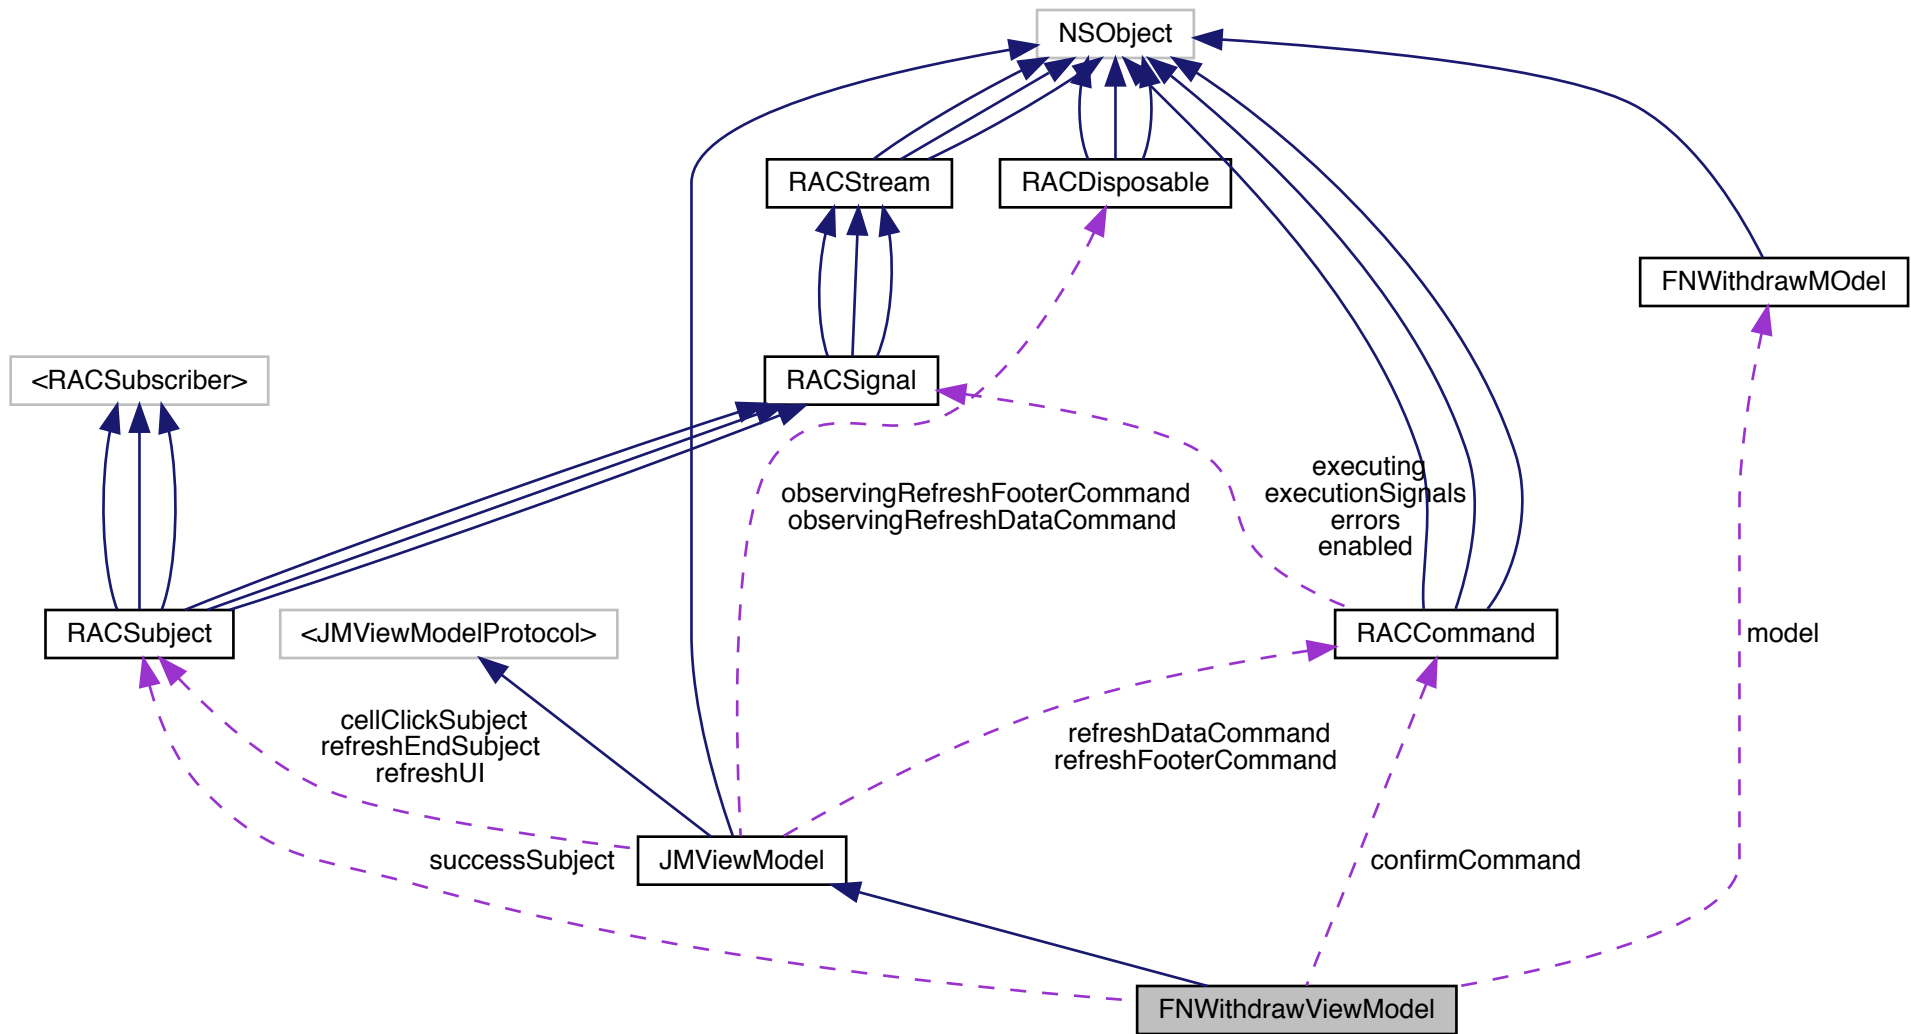 NSObject
RACStream
RACDisposable
FNWithdrawMOdel
<RACSubscriber>
RACSignal
executing
executionSignals
errors
enabled
observingRefreshFooterCommand
observingRefreshDataCommand
RACSubject
<JMViewModelProtocol>
RACCommand
model
cellClickSubject
refreshEndSubject
refreshUI
refreshDataCommand
refreshFooterCommand
successSubject
JMViewModel
confirmCommand
FNWithdrawViewModel